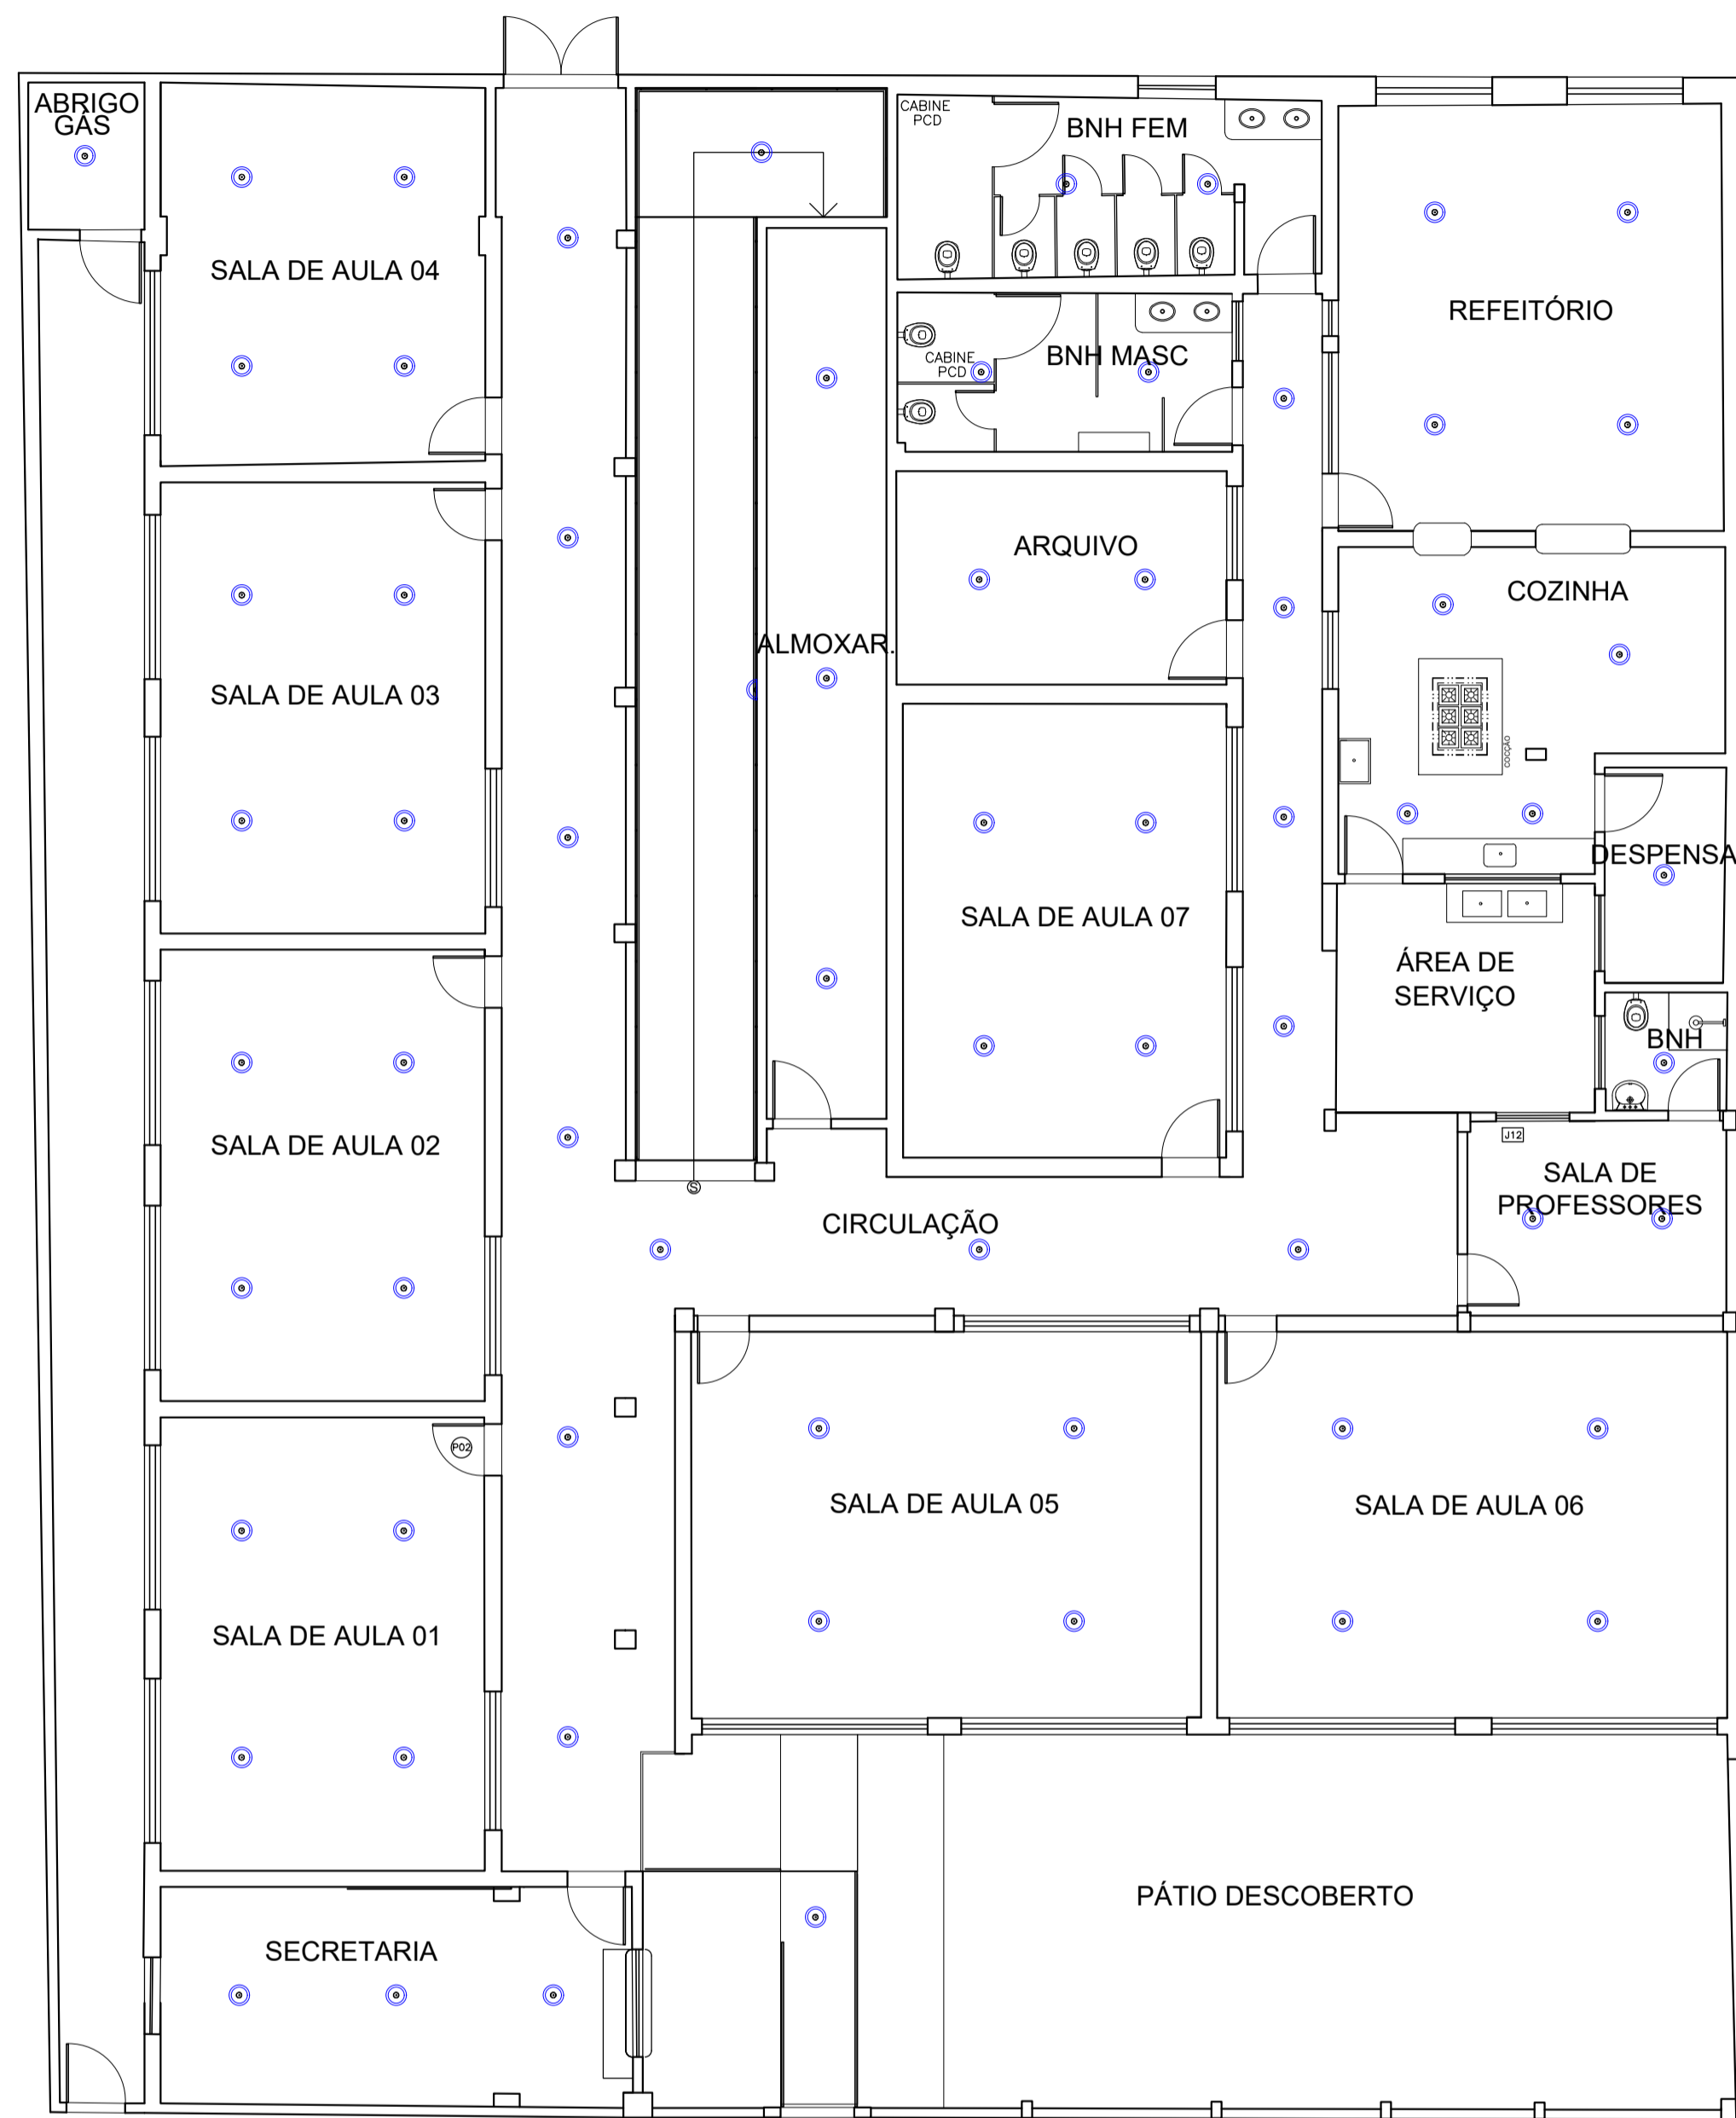 ABRIGO
GÁS
CABINE
PCD
BNH FEM
SALA DE AULA 04
REFEITÓRIO
BNH MASC
CABINE
PCD
ARQUIVO
COZINHA
ALMOXAR.
SALA DE AULA 03
COCÇÃO
DESPENSA
SALA DE AULA 07
ÁREA DE
SERVIÇO
BNH
J12
SALA DE AULA 02
SALA DE
PROFESSORES
S
CIRCULAÇÃO
P02
SALA DE AULA 05
SALA DE AULA 06
SALA DE AULA 01
PÁTIO DESCOBERTO
SECRETARIA